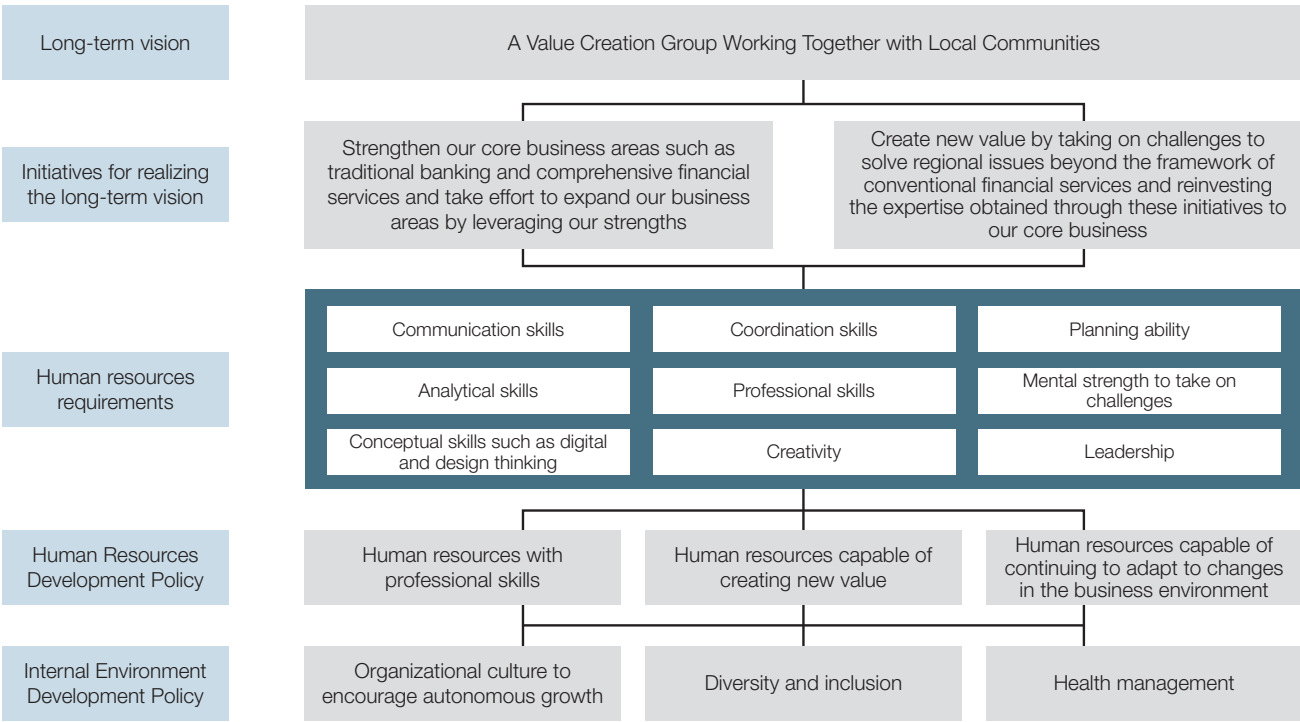 Long-term vision
A Value Creation Group Working Together with Local Communities
Initiatives for realizing
the long-term vision
Strengthen our core business areas such as
traditional banking and comprehensive financial
services and take effort to expand our business
areas by leveraging our strengths
Create new value by taking on challenges to
solve regional issues beyond the framework of
conventional financial services and reinvesting
the expertise obtained through these initiatives to
our core business
Human resources
requirements
Communication skills
Coordination skills
Planning ability
Analytical skills
Professional skills
Mental strength to take on
challenges
Conceptual skills such as digital
and design thinking
Creativity
Leadership
Human Resources
Development Policy
Human resources with
professional skills
Human resources capable of
creating new value
Human resources capable of
continuing to adapt to changes
in the business environment
Internal Environment
Development Policy
Organizational culture to
encourage autonomous growth
Diversity and inclusion
Health management